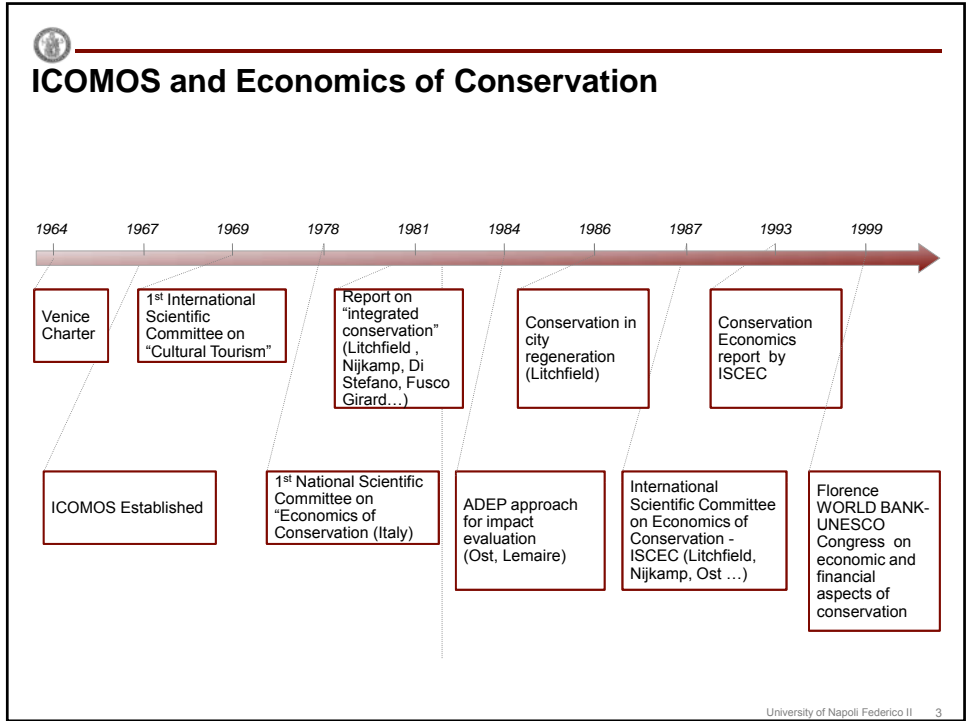 ICOMOS and Economics of Conservation
1964 1967 1969 1978 1981 1984 1986 1987 1993 1999
Venice
Charter
1st International
Scientific
Committee on
“Cultural Tourism”
Report on
“integrated
conservation”
(Litchfield ,
Nijkamp, Di
Stefano, Fusco
Girard…)
Conservation in
city
regeneration
(Litchfield)
Conservation
Economics
report by
ISCEC
ICOMOS Established
1st National Scientific
Committee on
“Economics of
Conservation (Italy)
ADEP approach
for impact
evaluation
(Ost, Lemaire)
International
Scientific Committee
on Economics of
Conservation -
ISCEC (Litchfield,
Nijkamp, Ost …)
Florence
WORLD BANK-
UNESCO
Congress on
economic and
financial
aspects of
conservation
University of Napoli Federico II 3